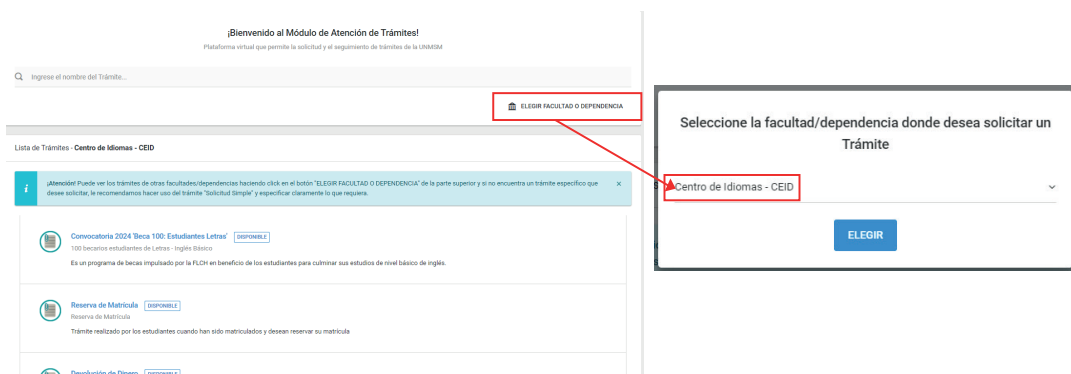 ¡Bienvenido al Módulo de Atención de Trámites!
Plataforma virtual que permite la solicitud y el seguimiento de trámites de la UNMSM
Ingrese el nombre del Trámite...
ELEGIR FACULTAD O DEPENDENCIA
Lista de Trámites - Centro de Idiomas - CEID
i
¡Atención! Puede ver los trámites de otras facultades/dependencias haciendo click en el botón "ELEGIR FACULTAD O DEPENDENCIA" de la parte superior y si no encuentra un trámite específico que
desee solicitar, le recomendamos hacer uso del trámite "Solicitud Simple" y especificar claramente lo que requiera.
×
Convocatoria 2024 'Beca 100: Estudiantes Letras' DISPONIBLE
100 becarios estudiantes de Letras - Inglés Básico
Es un programa de becas impulsado por la FLCH en beneficio de los estudiantes para culminar sus estudios de nivel básico de inglés.
Reserva de Matrícula DISPONIBLE
Reserva de Matrícula
Trámite realizado por los estudiantes cuando han sido matriculados y desean reservar su matrícula
Devolución de Dinero DISPONIBLE
Seleccione la facultad/dependencia donde desea solicitar un
Trámite
Centro de Idiomas - CEID
ELEGIR